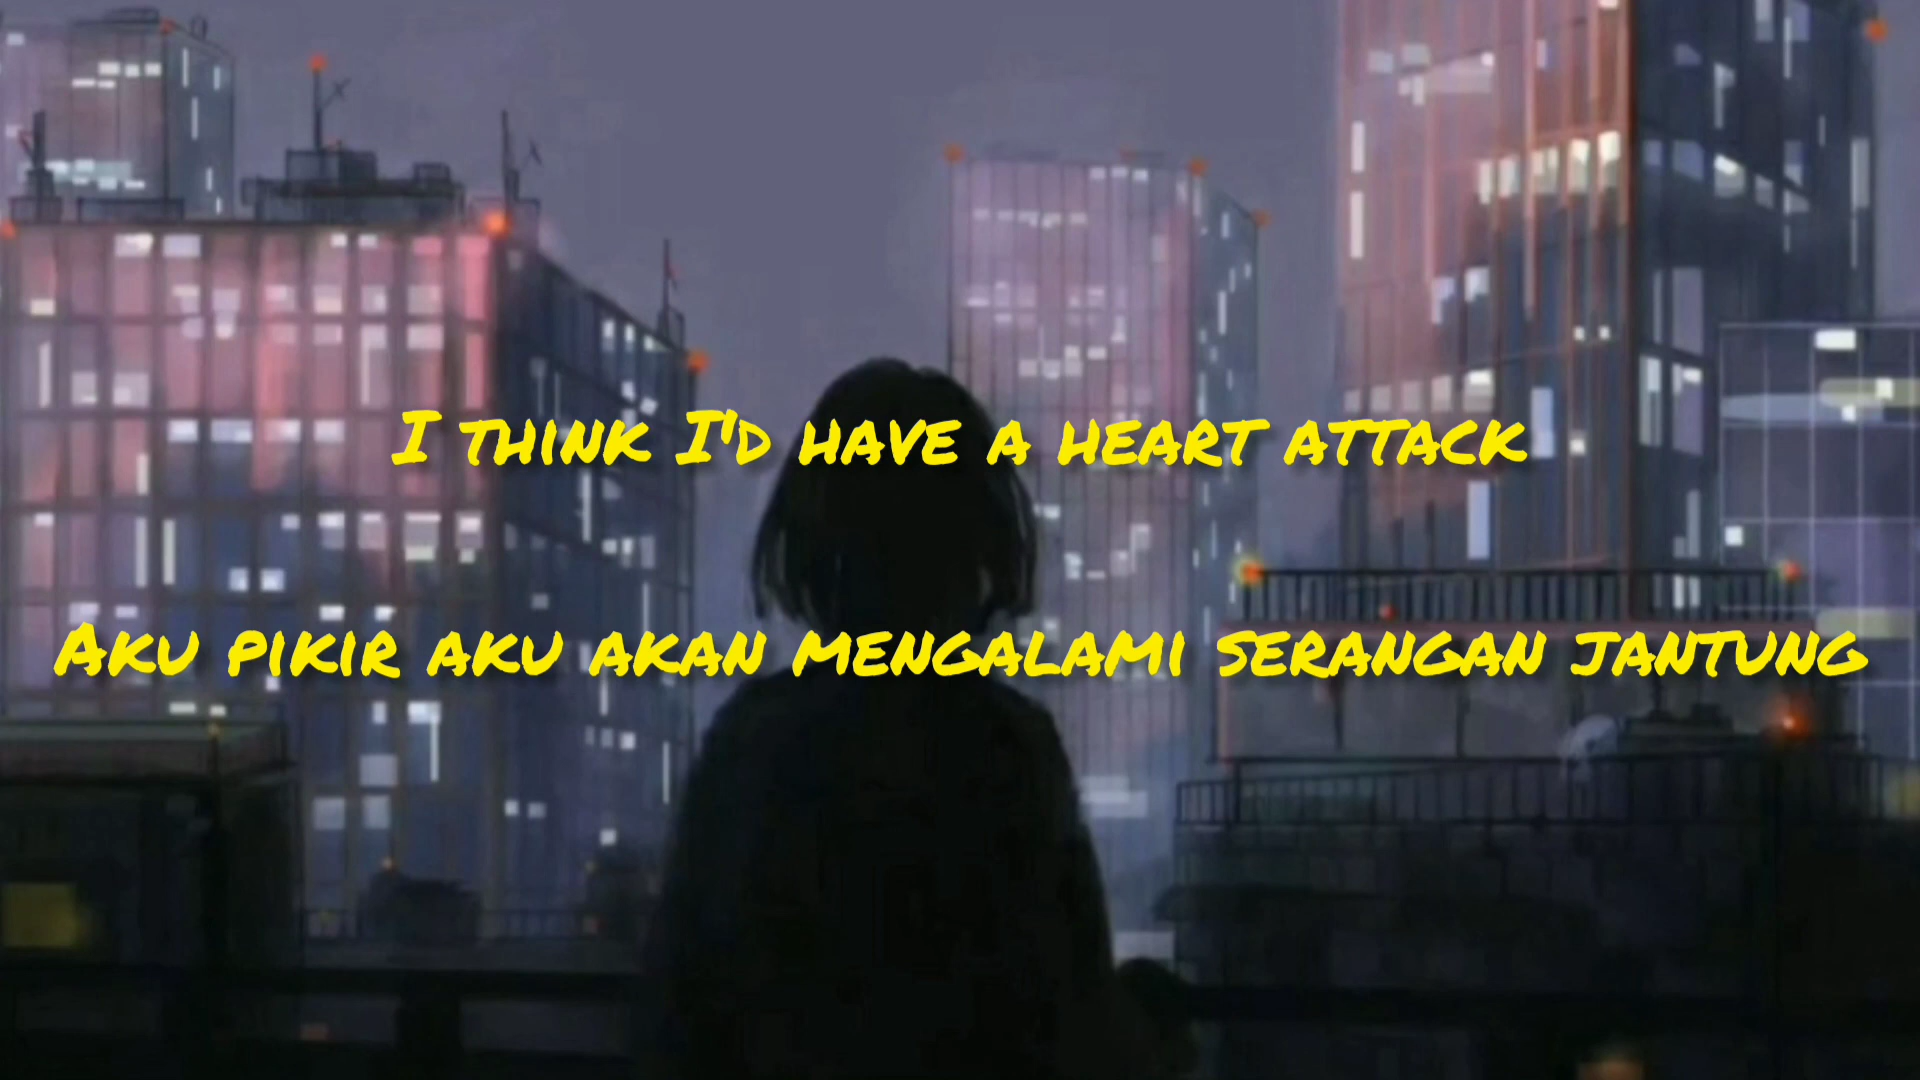 I think I'd have a heart attack
Aku pikir aku akan mengalami serangan jantung